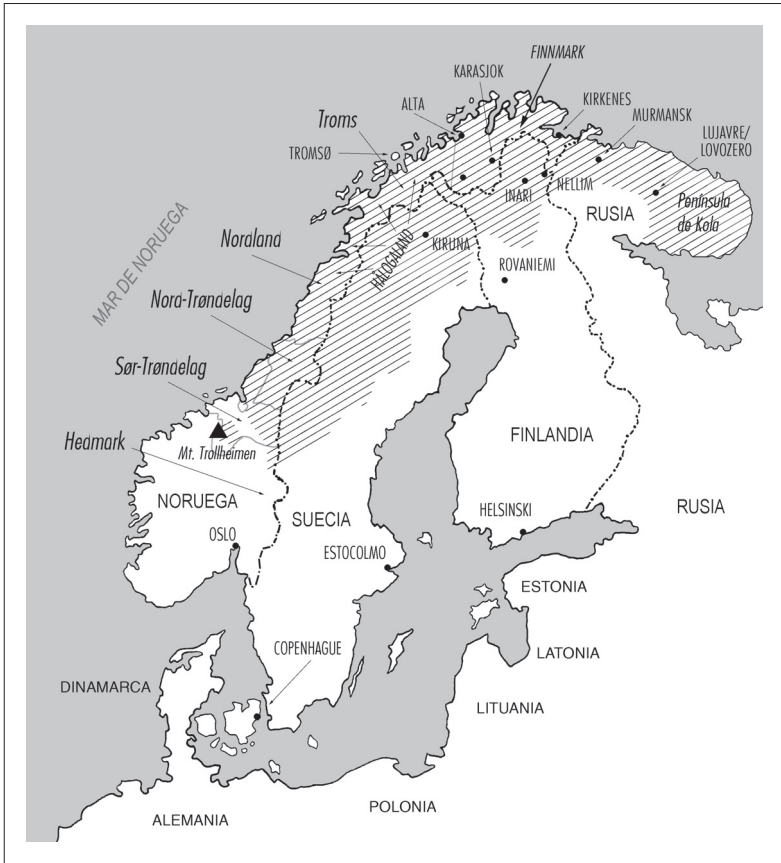 FINNMARK
KARASJOK
ALTA
KIRKENES
Troms
MURMANSK
TROMSØ
LUJAVRE/
LOVOZERO
NELLIM
INARI
Península
de Kola
MAR DE NORUEGA
RUSIA
Nordland
HÅLOGALAND
KIRUNA
ROVANIEMI
Nord-Trøndelag
Sør-Trøndelag
Hedmark
Mt. Trollheimen
FINLANDIA
NORUEGA
SUECIA
HELSINSKI
RUSIA
OSLO
ESTOCOLMO
ESTONIA
COPENHAGUE
LATONIA
DINAMARCA
LITUANIA
POLONIA
ALEMANIA